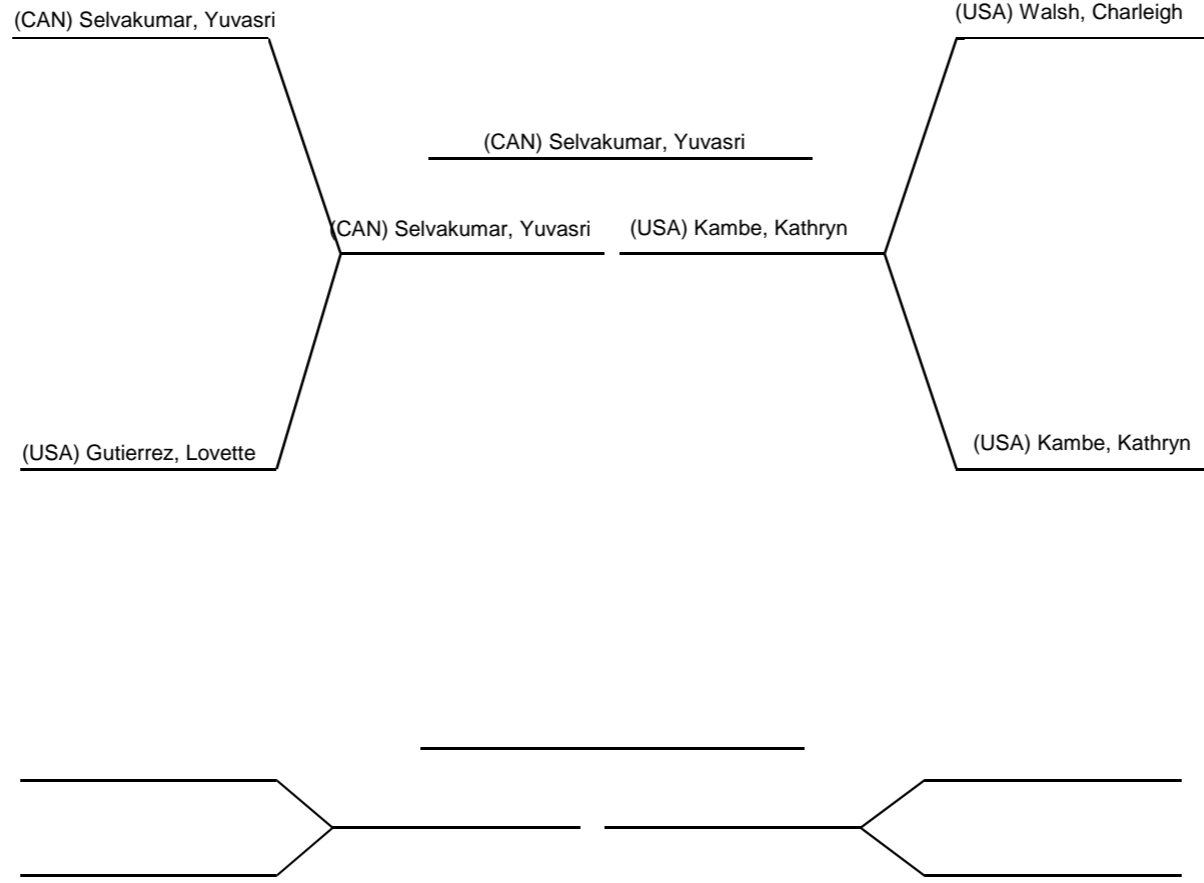 (CAN) Selvakumar, Yuvasri
(USA) Walsh, Charleigh
(CAN) Selvakumar, Yuvasri
(CAN) Selvakumar, Yuvasri
(USA) Kambe, Kathryn
(USA) Gutierrez, Lovette
(USA) Kambe, Kathryn